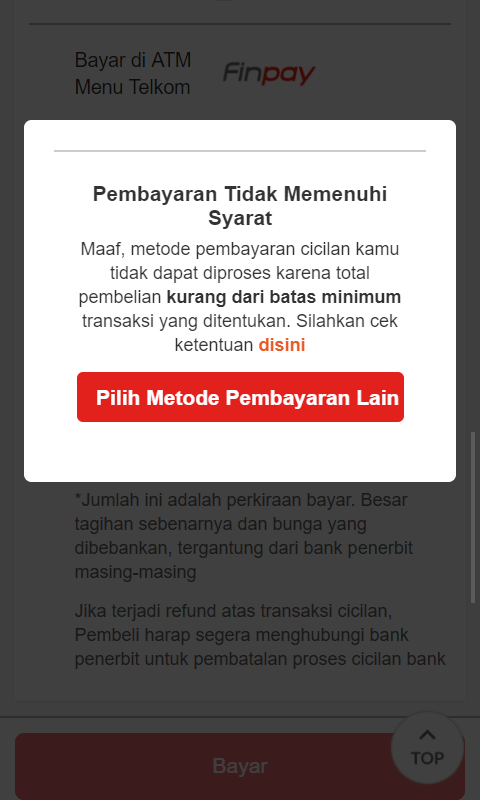 Bayar di ATM
Menu Telkom
Finpay
Pembayaran Tidak Memenuhi
Syarat
Maaf, metode pembayaran cicilan kamu
tidak dapat diproses karena total
pembelian kurang dari batas minimum
transaksi yang ditentukan. Silahkan cek
ketentuan disini
Pilih Metode Pembayaran Lain
*Jumlah ini adalah perkiraan bayar. Besar
tagihan sebenarnya dan bunga yang
dibebankan, tergantung dari bank penerbit
masing-masing
Jika terjadi refund atas transaksi cicilan,
Pembeli harap segera menghubungi bank
penerbit untuk pembatalan proses cicilan bank
TOP
Bayar